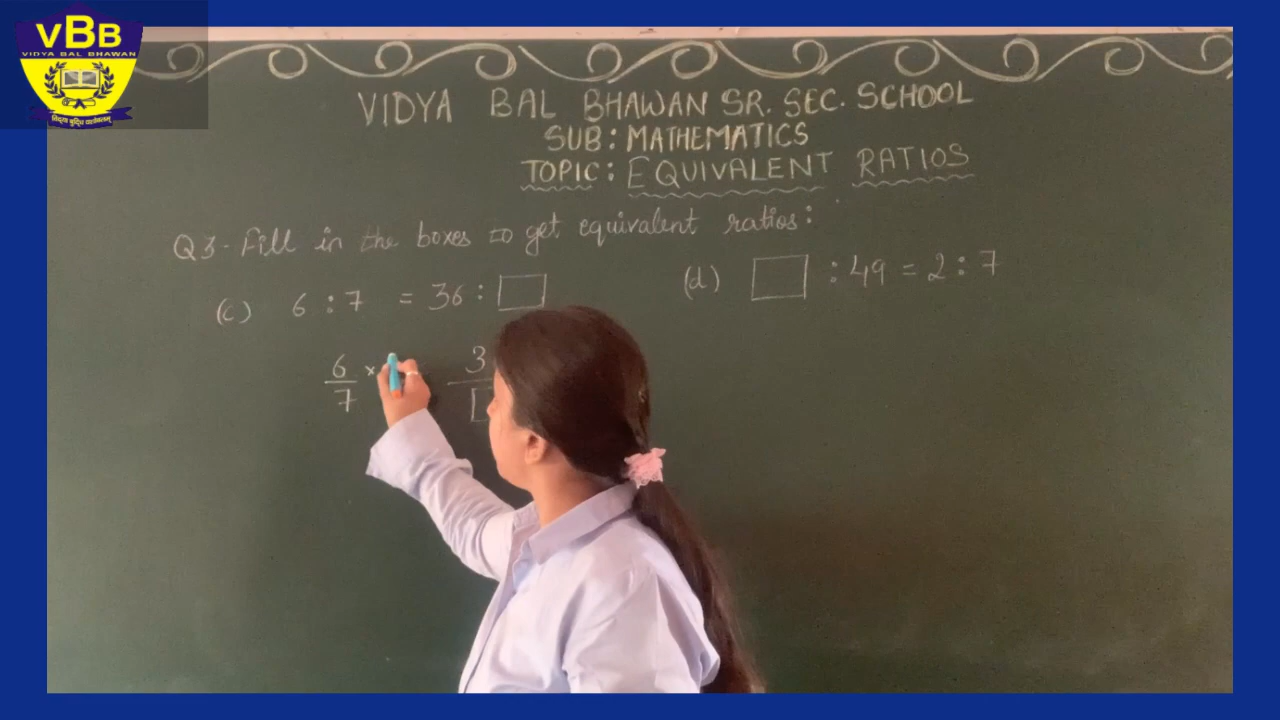 VBB
VIDYA BAL BHAWAN
VIDYA BAL BHAWAN SR. SEC. SCHOOL
SUB: MATHEMATICS
TOPIC: EQUIVALENT RATIOS
Q3- Fill in the boxes to get equivalent ratios:
(c) 6 : 7 = 36 : □
(d) □ : 49 = 2 : 7
6/7 × 3